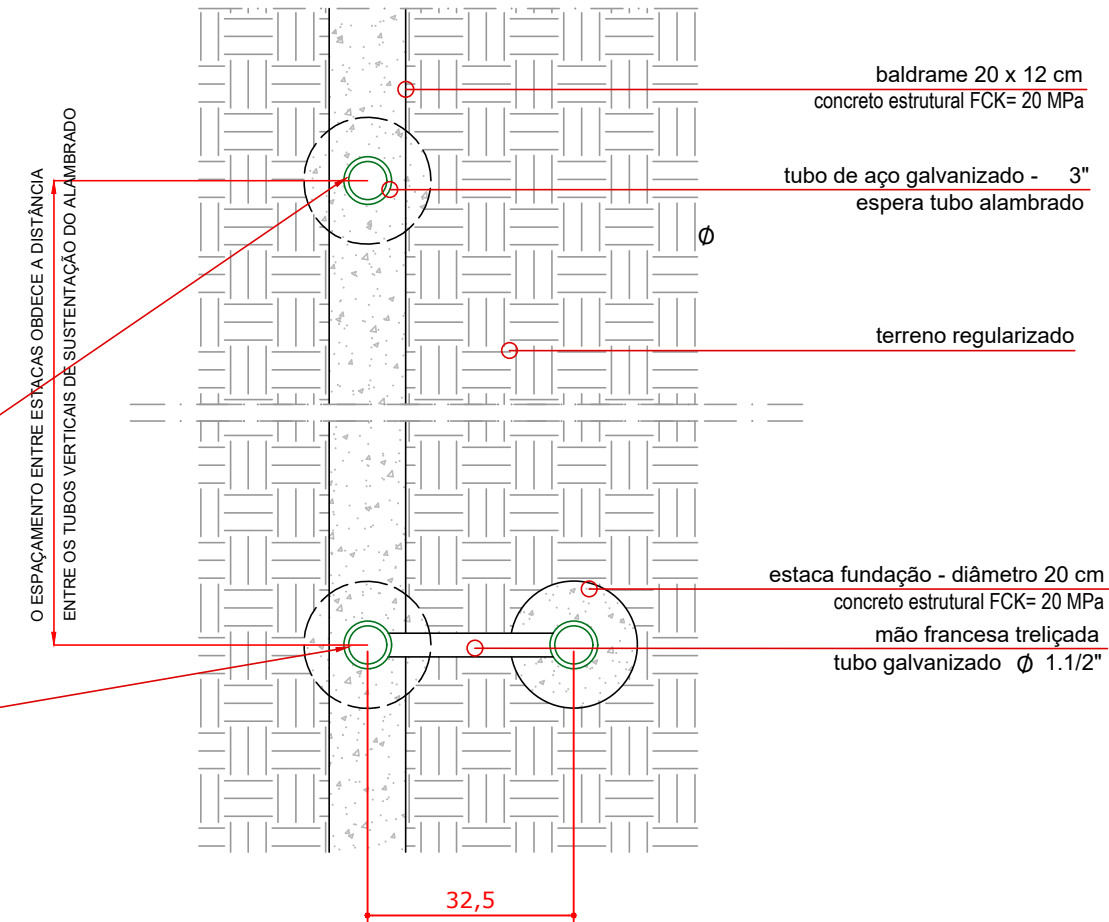 baldrame 20 x 12 cm
concreto estrutural FCK= 20 MPa
tubo de aço galvanizado - 3"
espera tubo alambrado
Ø
terreno regularizado
O ESPAÇAMENTO ENTRE ESTACAS OBDECE A DISTÂNCIA
ENTRE OS TUBOS VERTICAIS DE SUSTENTAÇÃO DO ALAMBRADO
estaca fundação - diâmetro 20 cm
concreto estrutural FCK= 20 MPa
mão francesa treliçada
tubo galvanizado Ø 1.1/2"
32,5